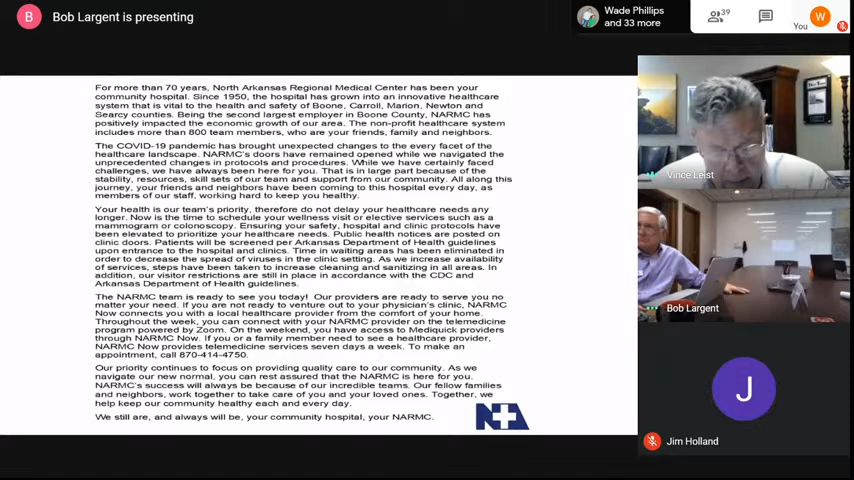 B Bob Largent is presenting
Wade Phillips
and 33 more
39
You
W
For more than 70 years, North Arkansas Regional Medical Center has been your
community hospital. Since 1950, the hospital has grown into an innovative healthcare
system that is vital to the health and safety of Boone, Carroll, Marion, Newton and
Searcy counties. Being the second largest employer in Boone County, NARMC has
positively impacted the economic growth of our area. The non-profit healthcare system
includes more than 800 team members, who are your friends, family and neighbors.
The COVID-19 pandemic has brought unexpected changes to the every facet of the
healthcare landscape. NARMC's doors have remained opened while we navigated the
unprecedented changes in protocols and procedures. While we have certainly faced
challenges, we have always been here for you. That is in large part because of the
stability, resources, skill sets of our team and support from our community. All along this
journey, your friends and neighbors have been coming to this hospital every day, as
members of our staff, working hard to keep you healthy.
Your health is our team's priority, therefore do not delay your healthcare needs any
longer. Now is the time to schedule your wellness visit or elective services such as a
mammogram or colonoscopy. Ensuring your safety, hospital and clinic protocols have
been elevated to prioritize your healthcare needs. Public health notices are posted on
clinic doors. Patients will be screened per Arkansas Department of Health guidelines
upon entrance to the hospital and clinics. Time in waiting areas has been eliminated in
order to decrease the spread of viruses in the clinic setting. As we increase availability
of services, steps have been taken to increase cleaning and sanitizing in all areas. In
addition, our visitor restrictions are still in place in accordance with the CDC and
Arkansas Department of Health guidelines.
The NARMC team is ready to see you today! Our providers are ready to serve you no
matter your need. If you are not ready to venture out to your physician's clinic, NARMC
Now connects you with a local healthcare provider from the comfort of your home.
Throughout the week, you can connect with your NARMC provider on the telemedicine
program powered by Zoom. On the weekend, you have access to Mediquick providers
through NARMC Now. If you or a family member need to see a healthcare provider,
NARMC Now provides telemedicine services seven days a week. To make an
appointment, call 870-414-4750.
Our priority continues to focus on providing quality care to our community. As we
navigate our new normal, you can rest assured that the NARMC is here for you.
NARMC's success will always be because of our incredible teams. Our fellow families
and neighbors, work together to take care of you and your loved ones. Together, we
help keep our community healthy each and every day.
We still are, and always will be, your community hospital, your NARMC.
Vince Leist
Bob Largent
J
Jim Holland